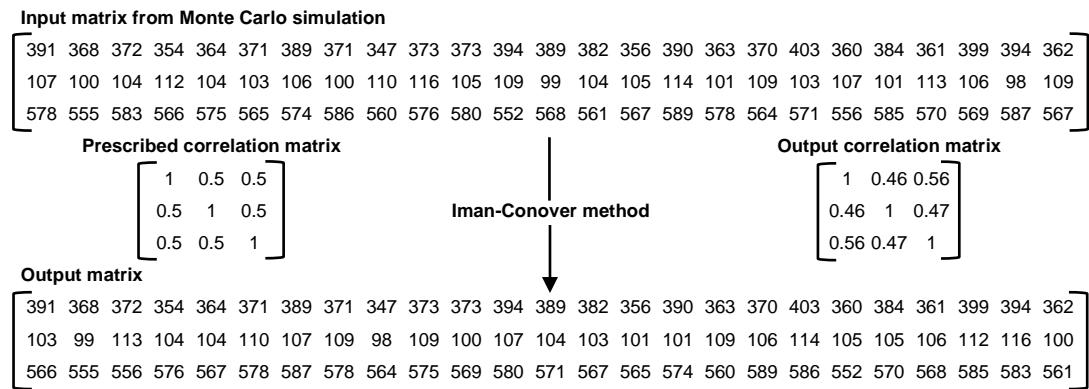 Input matrix from Monte Carlo simulation
391 368 372 354 364 371 389 371 347 373 373 394 389 382 356 390 363 370 403 360 384 361 399 394 362
107 100 104 112 104 103 106 100 110 116 105 109 99 104 105 114 101 109 103 107 101 113 106 98 109
578 555 583 566 575 565 574 586 560 576 580 552 568 561 567 589 578 564 571 556 585 570 569 587 567
Prescribed correlation matrix
1 0.5 0.5
0.5 1 0.5
0.5 0.5 1
Iman-Conover method
Output correlation matrix
1 0.46 0.56
0.46 1 0.47
0.56 0.47 1
Output matrix
391 368 372 354 364 371 389 371 347 373 373 394 389 382 356 390 363 370 403 360 384 361 399 394 362
103 99 113 104 104 110 107 109 98 109 100 107 104 103 101 101 109 106 114 105 105 106 112 116 100
566 555 556 576 567 578 587 578 564 575 569 580 571 567 565 574 560 589 586 552 570 568 585 583 561